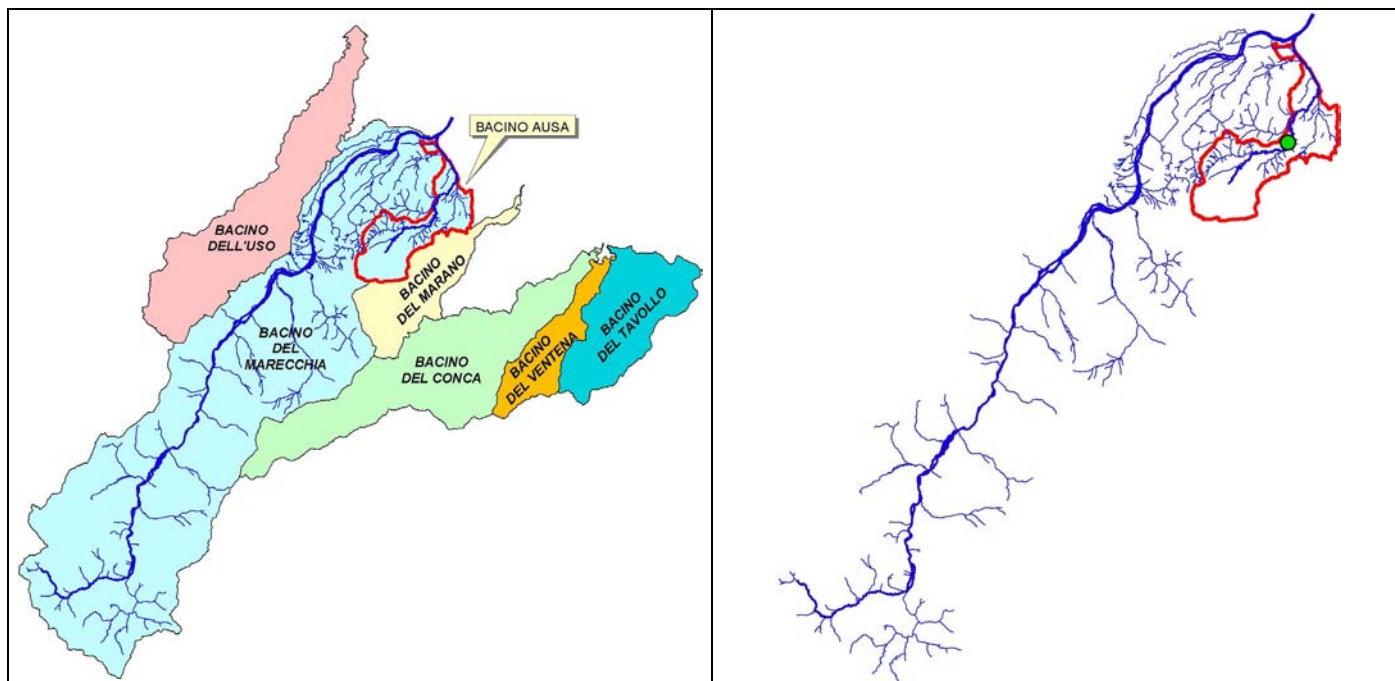 BACINO AUSA
BACINO
DELL'USO
BACINO
DEL MARANO
BACINO
DEL
MARECCHIA
BACINO
DEL CONCA
BACINO
DEL VENTENA
BACINO
DEL TAVOLLO